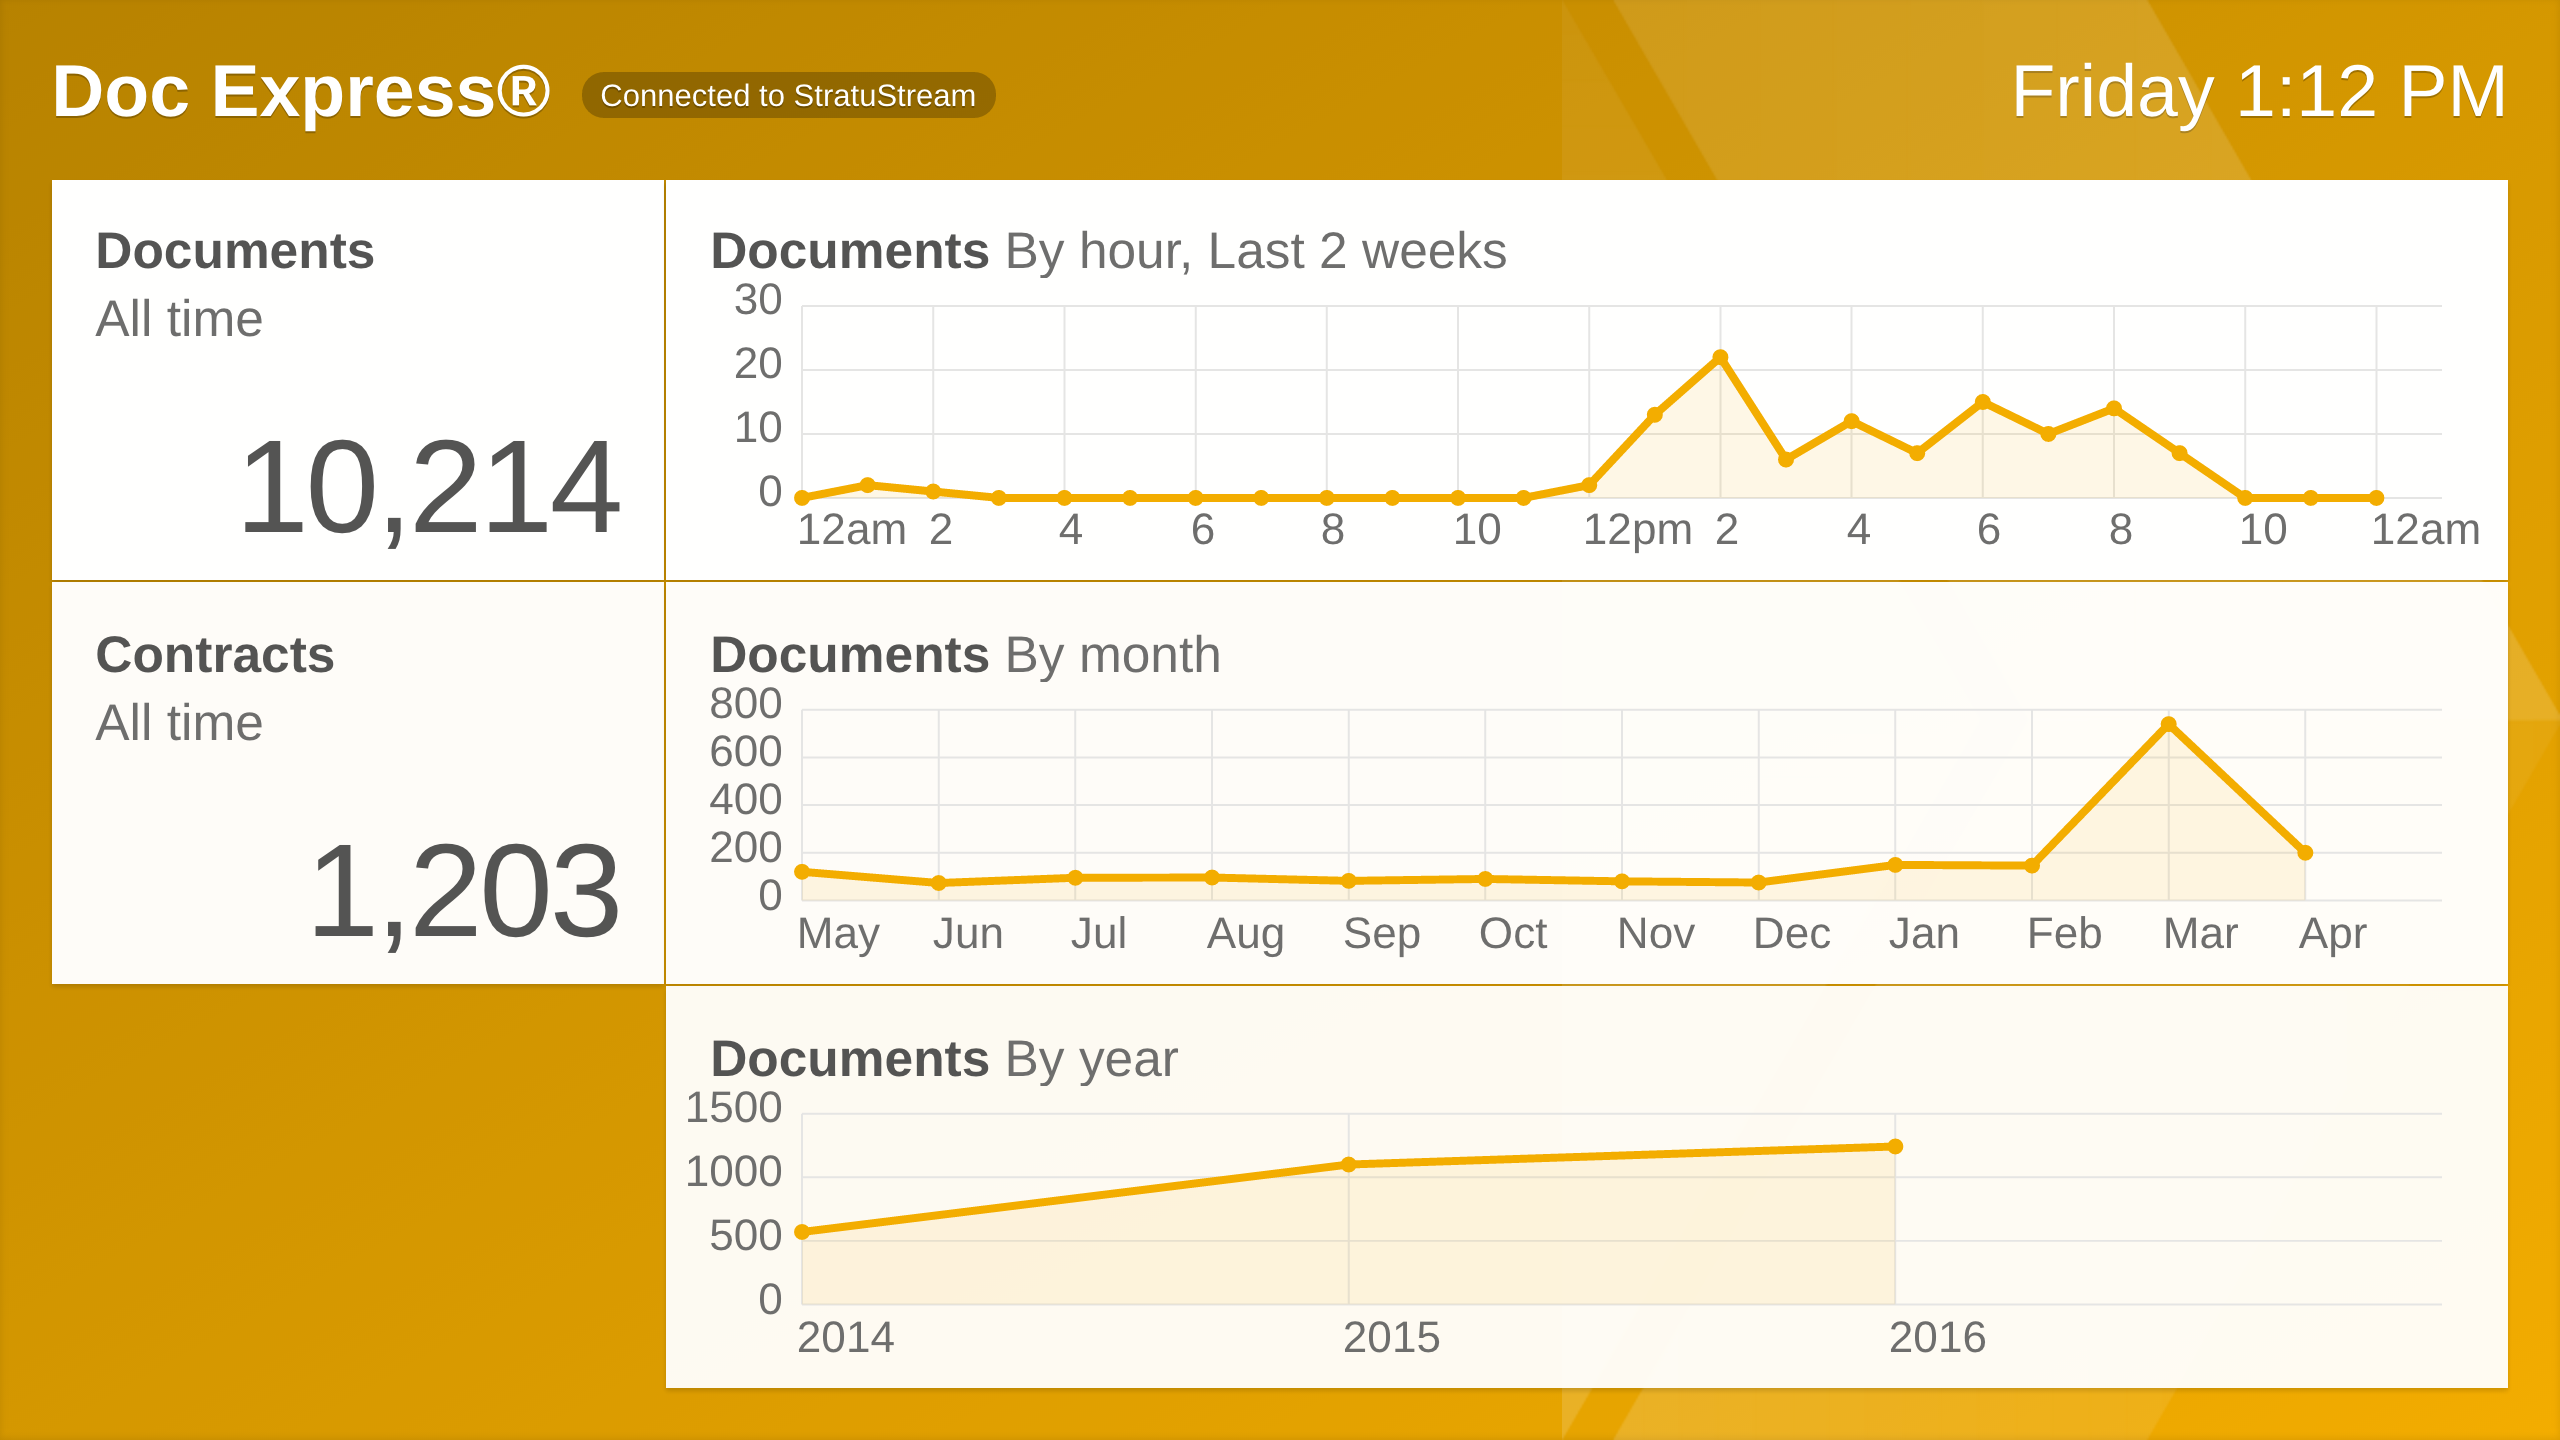 Doc Express® Connected to StratuStream Friday 1:12 PM
Documents
All time
10,214
Documents By hour, Last 2 weeks
30
20
10
0
12am 2 4 6 8 10 12pm 2 4 6 8 10 12am
Contracts
All time
1,203
Documents By month
800
600
400
200
0
May Jun Jul Aug Sep Oct Nov Dec Jan Feb Mar Apr
Documents By year
1500
1000
500
0
2014 2015 2016